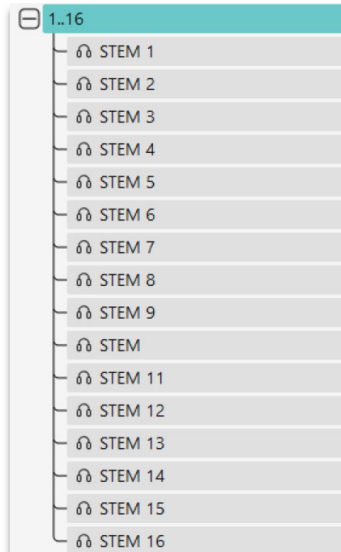 1..16
STEM 1
STEM 2
STEM 3
STEM 4
STEM 5
STEM 6
STEM 7
STEM 8
STEM 9
STEM
STEM 11
STEM 12
STEM 13
STEM 14
STEM 15
STEM 16